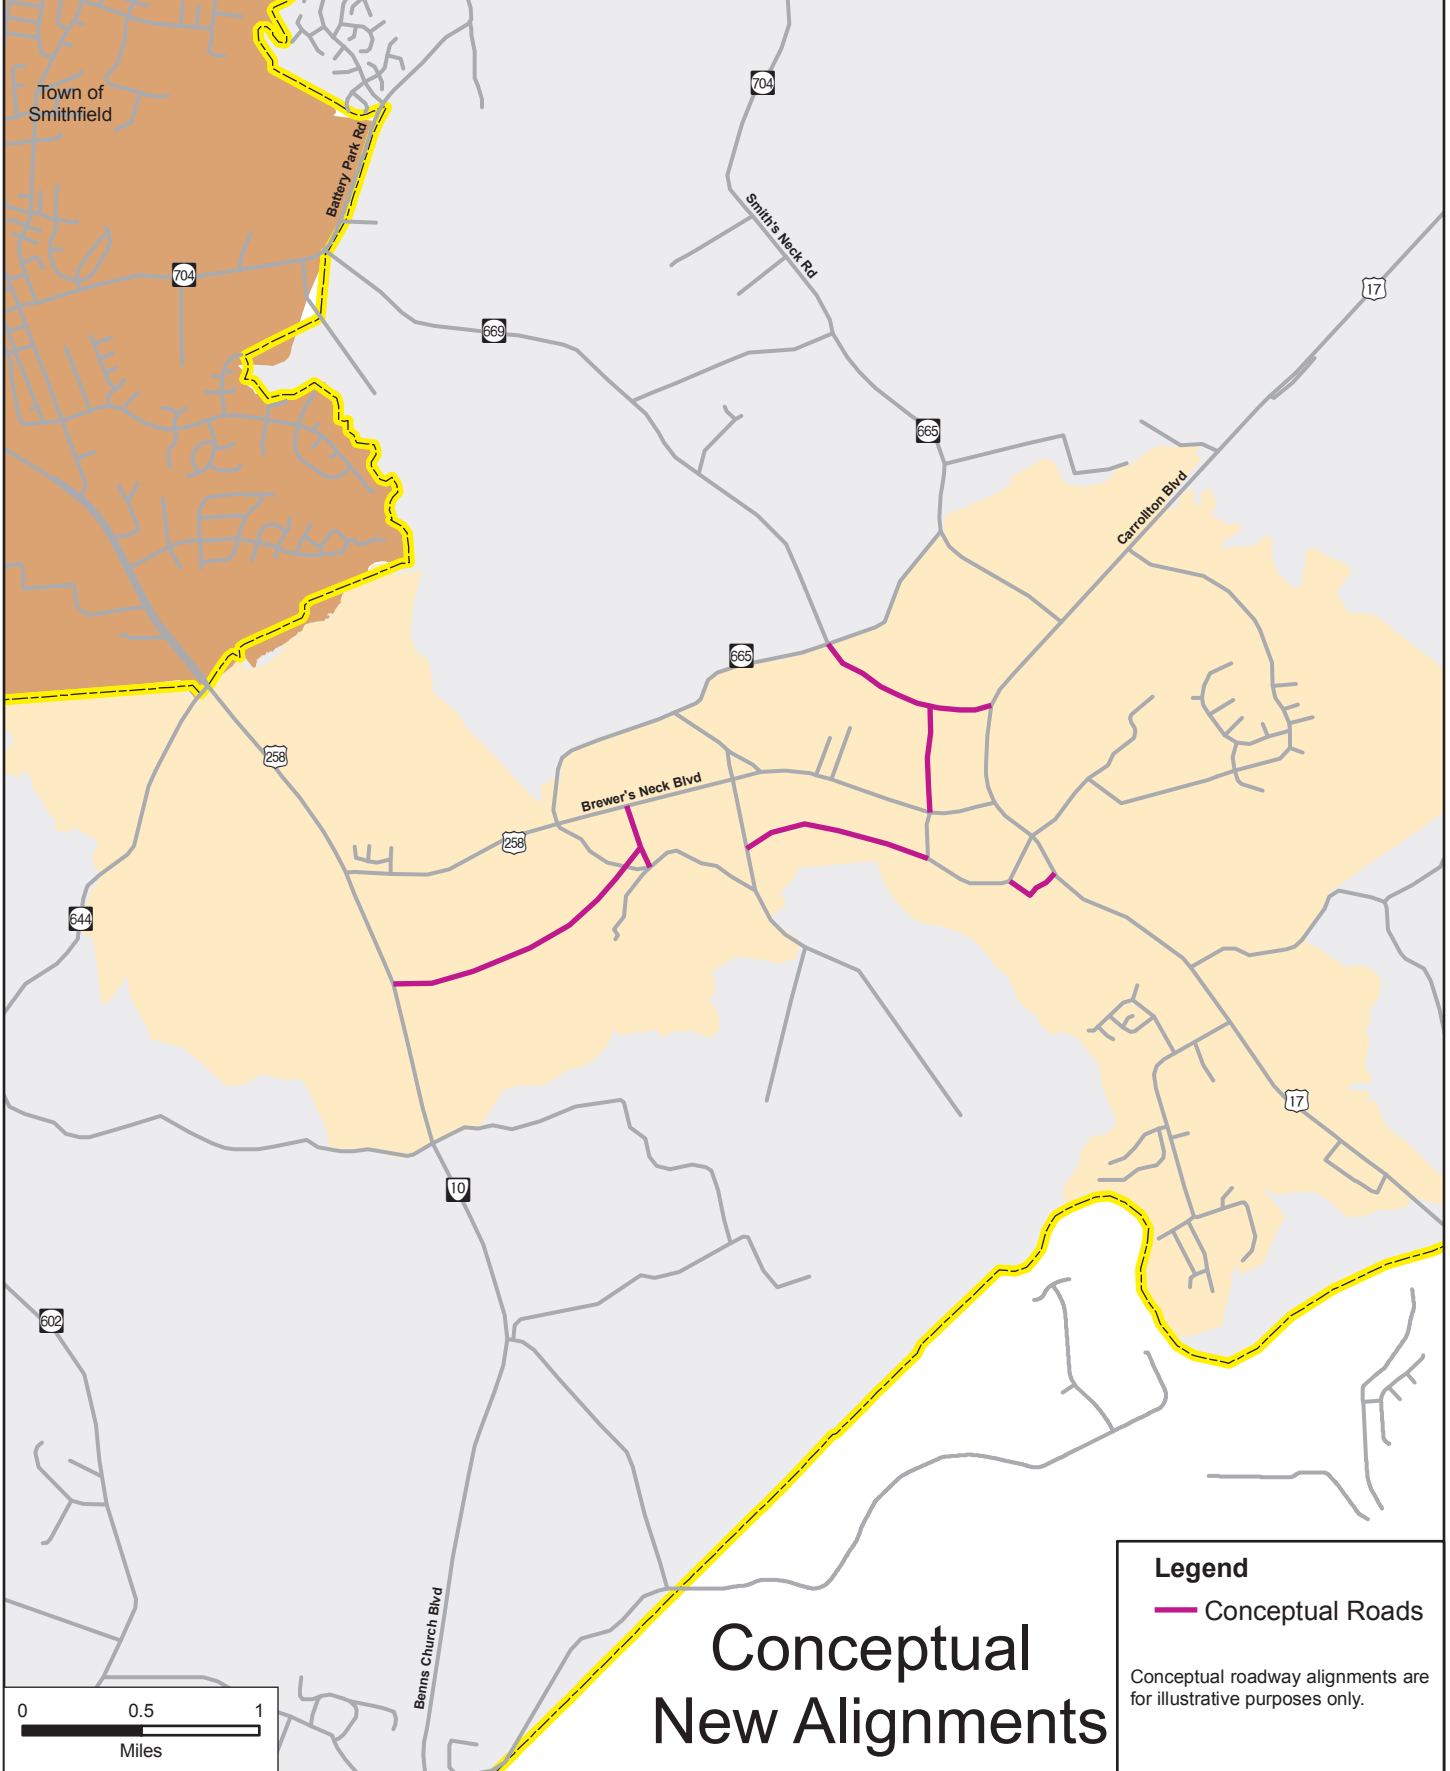 Town of
Smithfield
Battery Park Rd
704
Smith's Neck Rd
704
17
669
665
Carrollton Blvd
665
258
Brewer's Neck Blvd
258
644
17
10
602
Benns Church Blvd
Conceptual
New Alignments
Legend
Conceptual Roads
Conceptual roadway alignments are
for illustrative purposes only.
0 0.5 1
Miles